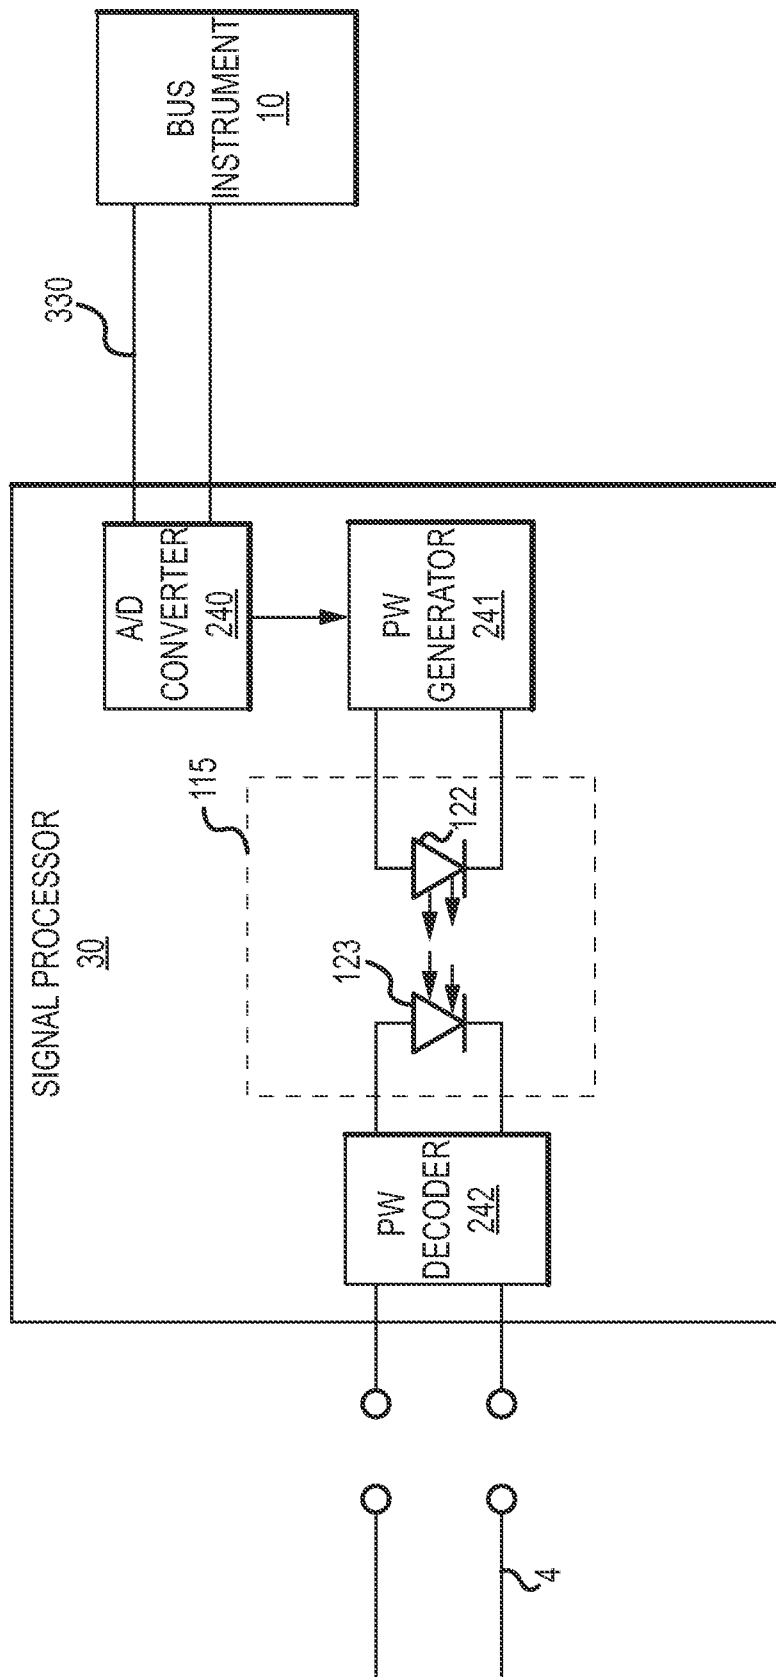 SIGNAL PROCESSOR
30
115
330
A/D
CONVERTER
240
BUS
INSTRUMENT
10
PW
DECODER
242
123
122
PW
GENERATOR
241
4